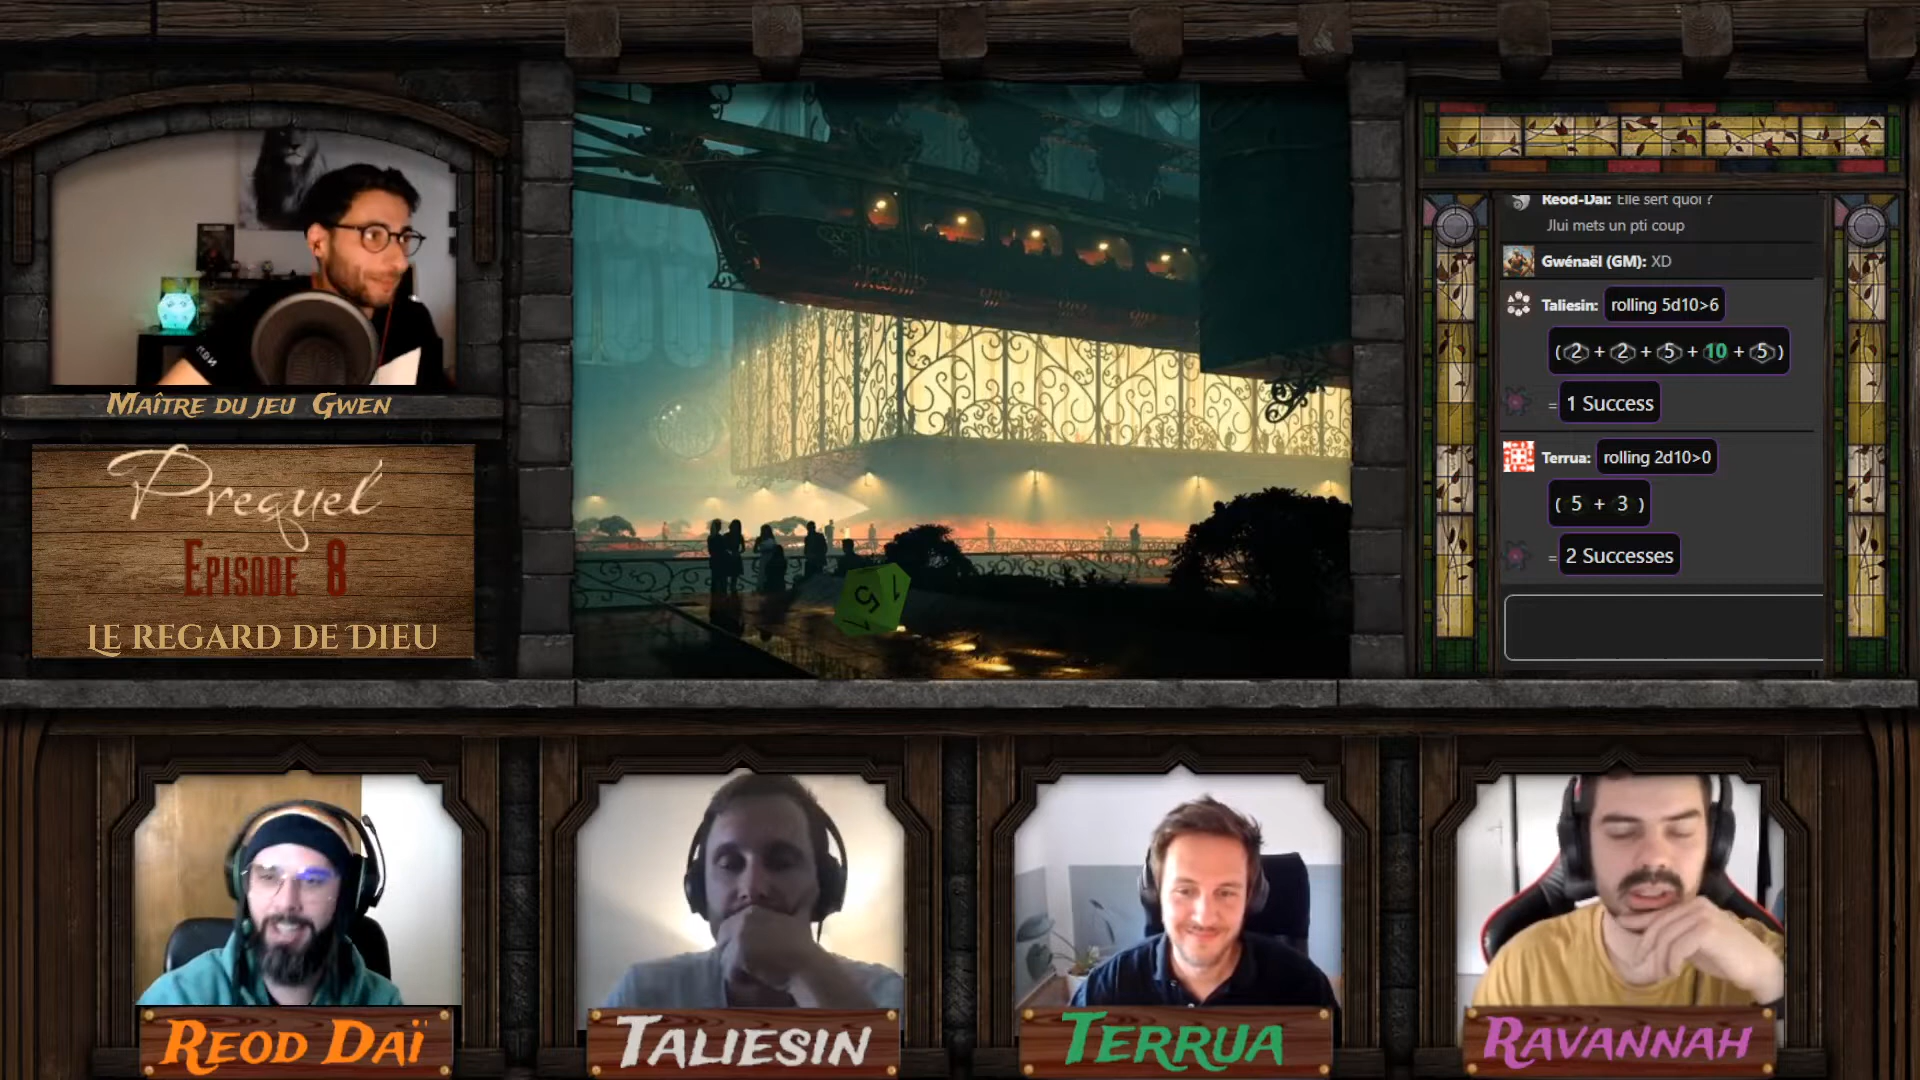 MAÎTRE DU JEU GWEN
Prequel
EPISODE 8
LE REGARD DE DIEU
Reod-Dai: Elle sert quoi ?
Jlui mets un pti coup
Gwénaël (GM): XD
Taliesin: rolling 5d10>6
(2 + 2 + 5 + 10 + 5)
= 1 Success
Terrua: rolling 2d10>0
( 5 + 3 )
= 2 Successes
5
1
REOD DAÏ
TALIESIN
TERRUA
RAVANNAH